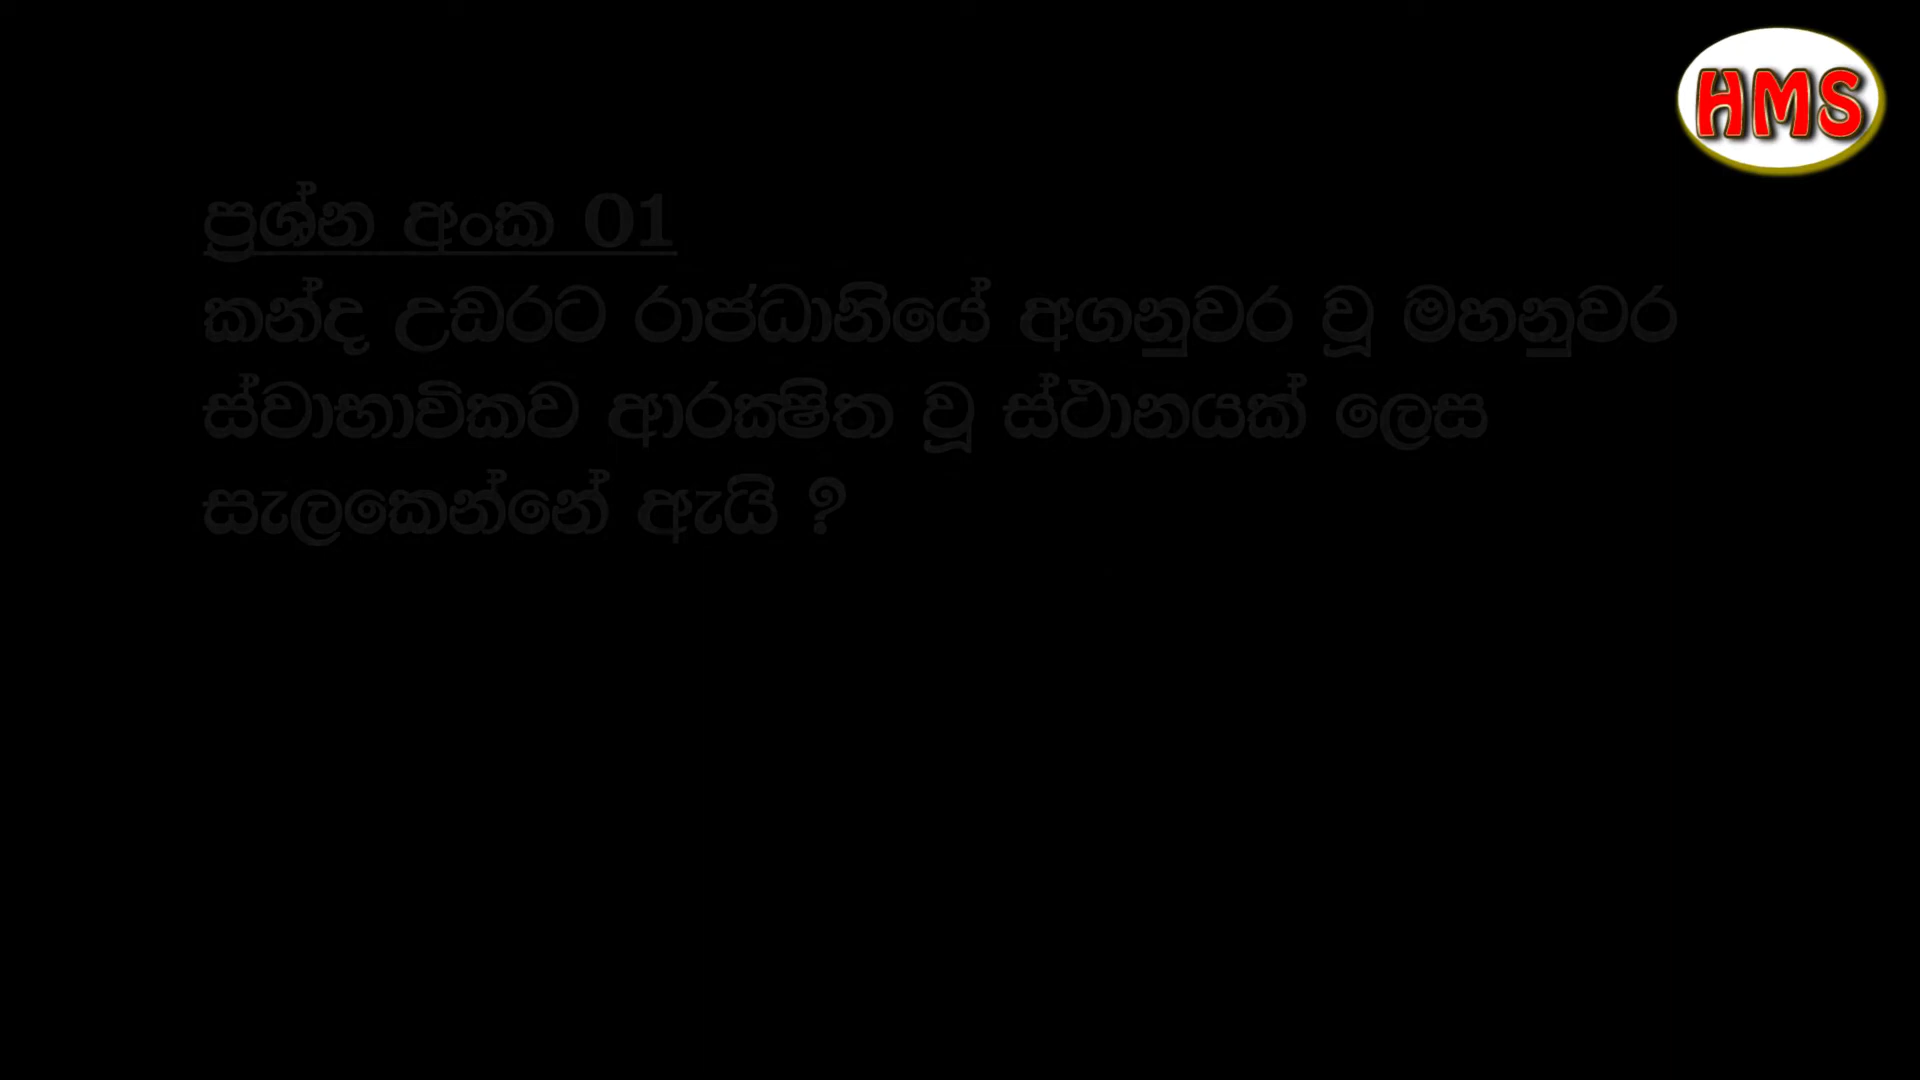 HMS
ප්‍රශ්න අංක 01
කන්ද උඩරට රාජධානියේ අගනුවර වූ මහනුවර
ස්වාභාවිකව ආරක්‍ෂිත වූ ස්ථානයක් ලෙස
සැලකෙන්නේ ඇයි ?